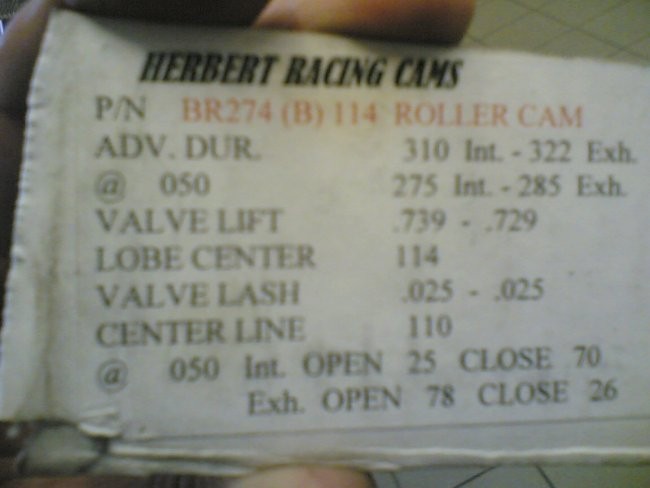 HERBERT RACING CAMS
P/N BR274 (B) 114 ROLLER CAM
ADV. DUR. 310 Int. - 322 Exh.
@ 050 275 Int. - 285 Exh.
VALVE LIFT .739 - .729
LOBE CENTER 114
VALVE LASH .025 - .025
CENTER LINE 110
@ 050 Int. OPEN 25 CLOSE 70
Exh. OPEN 78 CLOSE 26